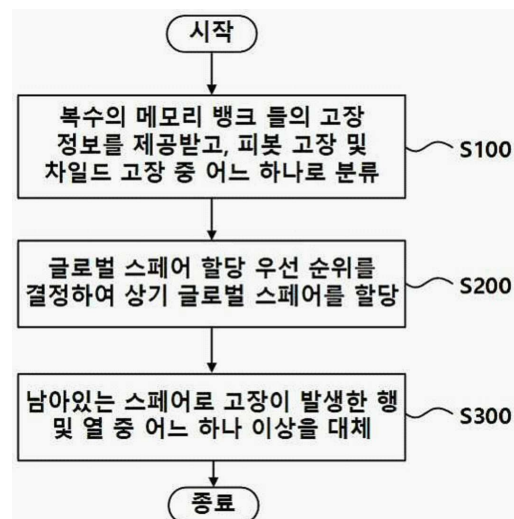 시작
복수의 메모리 뱅크 들의 고장
정보를 제공받고, 피봇 고장 및
차일드 고장 중 어느 하나로 분류
S100
글로벌 스페어 할당 우선 순위를
결정하여 상기 글로벌 스페어를 할당
S200
남아있는 스페어로 고장이 발생한 행
및 열 중 어느 하나 이상을 대체
S300
종료